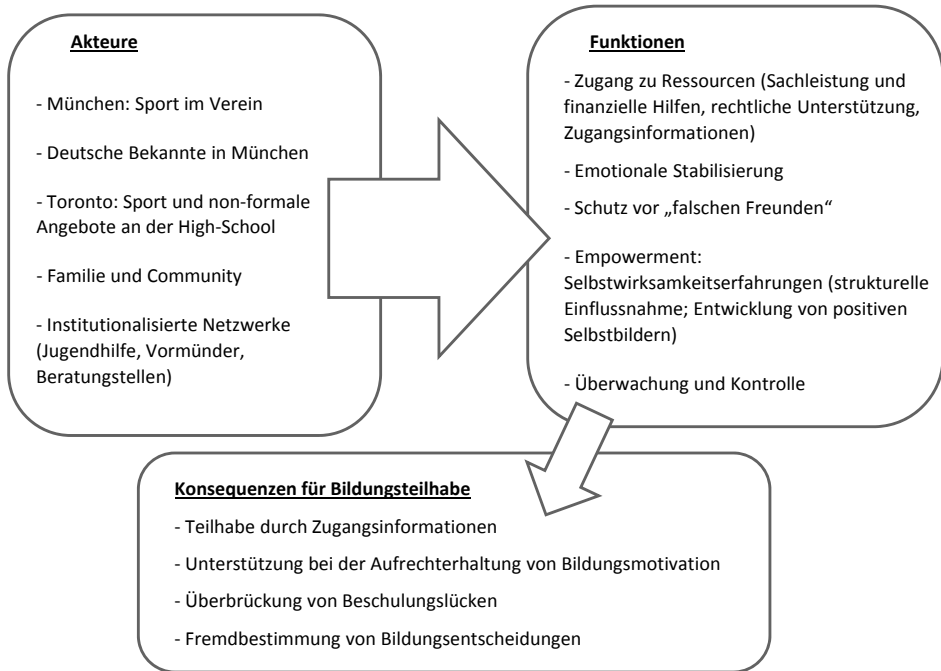 Akteure
- München: Sport im Verein
- Deutsche Bekannte in München
- Toronto: Sport und non-formale
Angebote an der High-School
- Familie und Community
- Institutionalisierte Netzwerke
(Jugendhilfe, Vormünder,
Beratungstellen)
Funktionen
- Zugang zu Ressourcen (Sachleistung und
finanzielle Hilfen, rechtliche Unterstützung,
Zugangsinformationen)
- Emotionale Stabilisierung
- Schutz vor „falschen Freunden“
- Empowerment:
Selbstwirksamkeitserfahrungen (strukturelle
Einflussnahme; Entwicklung von positiven
Selbstbildern)
- Überwachung und Kontrolle
Konsequenzen für Bildungsteilhabe
- Teilhabe durch Zugangsinformationen
- Unterstützung bei der Aufrechterhaltung von Bildungsmotivation
- Überbrückung von Beschulungslücken
- Fremdbestimmung von Bildungsentscheidungen